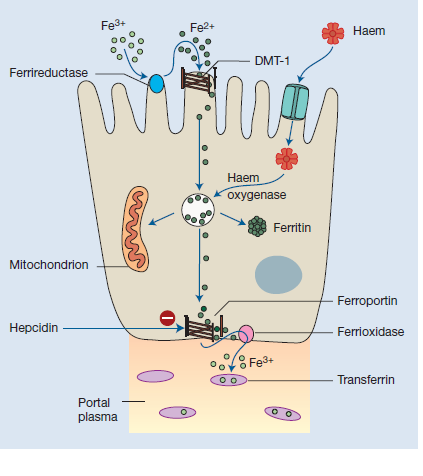 Fe3+
Fe2+
Haem
DMT-1
Ferrireductase
Haem
oxygenase
Ferritin
Mitochondrion
Ferroportin
Hepcidin
Ferrioxidase
Fe3+
Transferrin
Portal
plasma